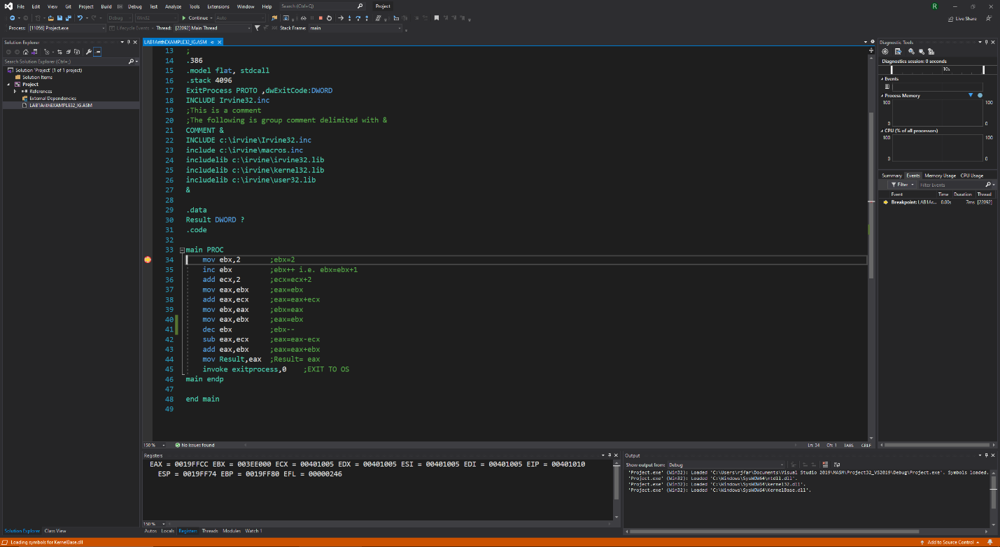 File Edit View Git Project Build Debug Test Analyze Tools Extensions Window Help Search (Ctrl+Q) Project R
Debug Win32 Continue Auto Live Share
Process: [11056] Project.exe Lifecycle Events Thread: [22092] Main Thread Stack Frame: main
Solution Explorer
Search Solution Explorer (Ctrl+;)
Solution 'Project' (1 of 1 project)
Solution Items
Project
References
External Dependencies
LAB1ArithEXAMPLE32_IG.ASM
Solution Explorer Class View
LAB1ArithEXAMPLE32_IG.ASM
13 ;
14 .386
15 .model flat, stdcall
16 .stack 4096
17 ExitProcess PROTO ,dwExitCode:DWORD
18 INCLUDE Irvine32.inc
19 ;This is a comment
20 ;The following is group comment delimited with &
21 COMMENT &
22 INCLUDE c:\irvine\Irvine32.inc
23 include c:\irvine\macros.inc
24 includelib c:\irvine\irvine32.lib
25 includelib c:\irvine\kernel32.lib
26 includelib c:\irvine\user32.lib
27 &
28
29 .data
30 Result DWORD ?
31 .code
32
33 main PROC
34 mov ebx,2 ;ebx=2
35 inc ebx ;ebx++ i.e. ebx=ebx+1
36 add ecx,2 ;ecx=ecx+2
37 mov eax,ebx ;eax=ebx
38 add eax,ecx ;eax=eax+ecx
39 mov ebx,eax ;ebx=eax
40 mov eax,ebx ;eax=ebx
41 dec ebx ;ebx--
42 sub eax,ecx ;eax=eax-ecx
43 add eax,ebx ;eax=eax+ebx
44 mov Result,eax ;Result= eax
45 invoke exitprocess,0 ;EXIT TO OS
46 main endp
47
48 end main
49
150 % No issues found Ln: 34 Ch: 1 TABS CRLF
Registers
EAX = 0019FFCC EBX = 003EE000 ECX = 00401005 EDX = 00401005 ESI = 00401005 EDI = 00401005 EIP = 00401010
ESP = 0019FF74 EBP = 0019FF80 EFL = 00000246
150 %
Autos Locals Registers Threads Modules Watch 1
Output
Show output from: Debug
'Project.exe' (Win32): Loaded 'C:\Users\rjFar\Documents\Visual Studio 2019\MASM\Project32_VS2019\Debug\Project.exe'. Symbols loaded.
'Project.exe' (Win32): Loaded 'C:\Windows\SysWOW64\ntdll.dll'.
'Project.exe' (Win32): Loaded 'C:\Windows\SysWOW64\kernel32.dll'.
'Project.exe' (Win32): Loaded 'C:\Windows\SysWOW64\KernelBase.dll'.
Diagnostic Tools
Diagnostics session: 0 seconds
10s
Events
Process Memory
100 100
0 0
CPU (% of all processors)
100 100
0 0
Summary Events Memory Usage CPU Usage
Filter Filter Events
Event Time Duration Thread
Breakpoint: LAB1Ar... 0.00s 7ms [22092]
Loading symbols for KernelBase.dll Add to Source Control